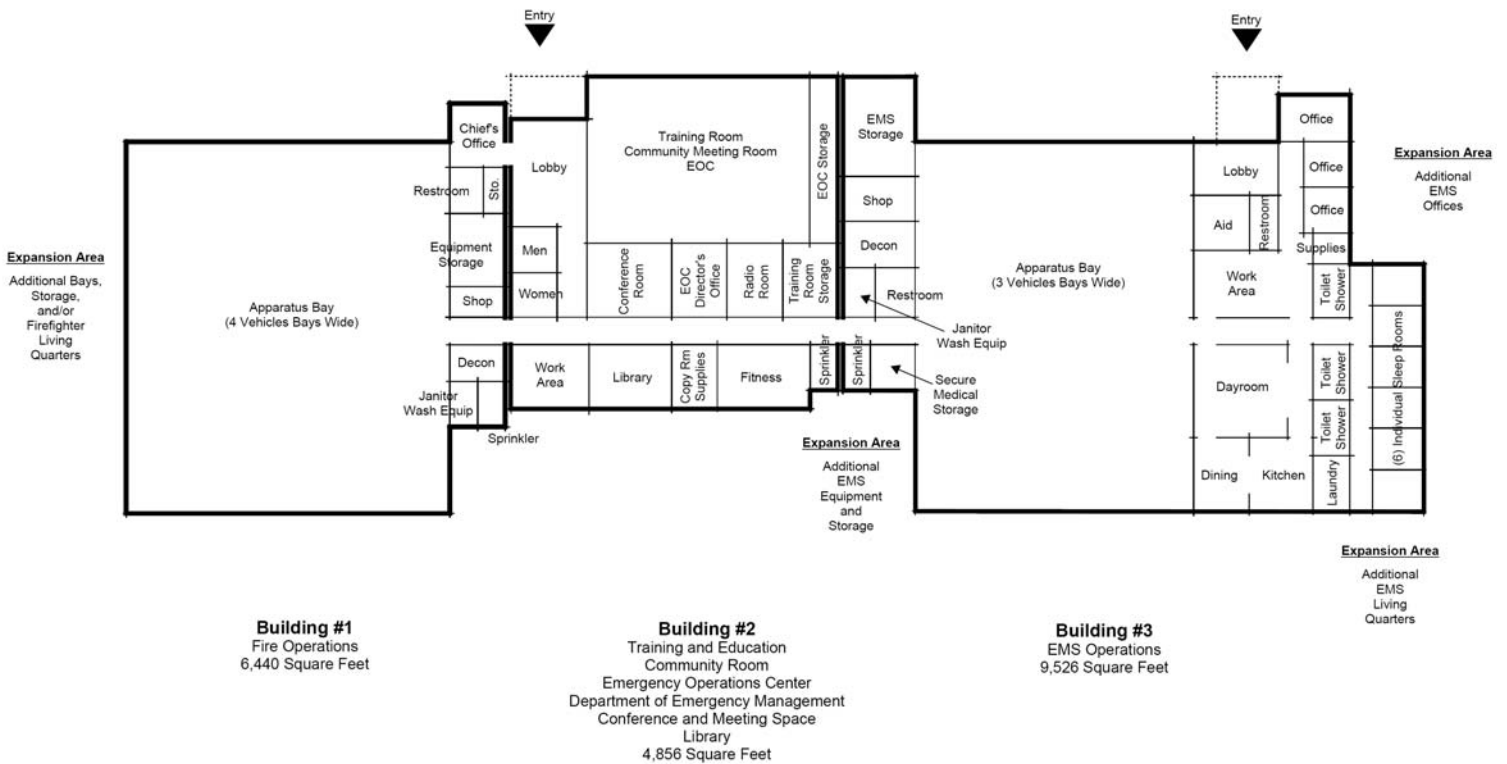 Entry
Entry
Chief's
Office
Restroom
Sto.
Equipment
Storage
Shop
Expansion Area
Additional Bays,
Storage,
and/or
Firefighter
Living
Quarters
Apparatus Bay
(4 Vehicles Bays Wide)
Decon
Janitor
Wash Equip
Sprinkler
Lobby
Men
Women
Training Room
Community Meeting Room
EOC
EOC Storage
Conference
Room
EOC
Director's
Office
Radio
Room
Training Room
Storage
Work
Area
Library
Copy Rm
Supplies
Fitness
Sprinkler
EMS
Storage
Shop
Decon
Restroom
Janitor
Wash Equip
Sprinkler
Secure
Medical
Storage
Expansion Area
Additional
EMS
Equipment
and
Storage
Apparatus Bay
(3 Vehicles Bays Wide)
Lobby
Aid
Restroom
Work
Area
Office
Office
Office
Supplies
Toilet
Shower
Dayroom
Toilet
Shower
Toilet
Shower
Dining
Kitchen
Laundry
(6) Individual Sleep Rooms
Expansion Area
Additional
EMS
Offices
Expansion Area
Additional
EMS
Living
Quarters
Building #1
Fire Operations
6,440 Square Feet
Building #2
Training and Education
Community Room
Emergency Operations Center
Department of Emergency Management
Conference and Meeting Space
Library
4,856 Square Feet
Building #3
EMS Operations
9,526 Square Feet